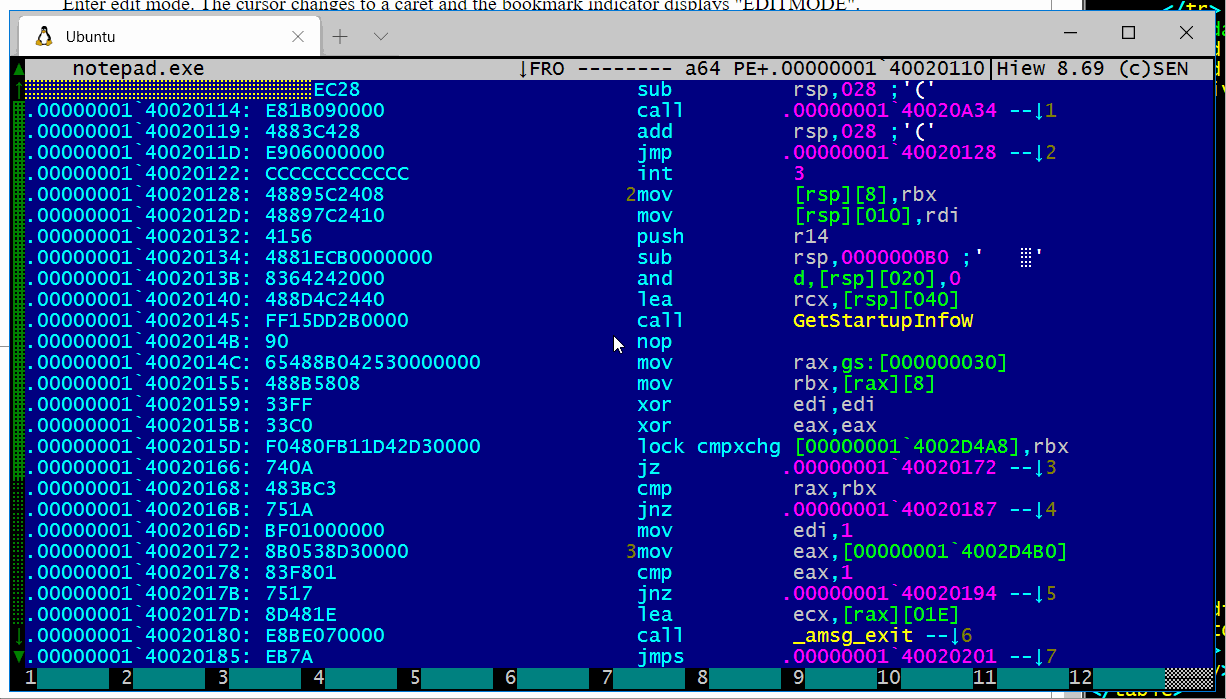 Enter edit mode. The cursor changes to a caret and the bookmark indicator displays "EDITMODE".
Ubuntu
notepad.exe ↓FRO -------- a64 PE+.00000001`40020110 Hiew 8.69 (c)SEN
EC28 sub rsp,028 ;'('
.00000001`40020114: E81B090000 call .00000001`40020A34 --↓1
.00000001`40020119: 4883C428 add rsp,028 ;'('
.00000001`4002011D: E906000000 jmp .00000001`40020128 --↓2
.00000001`40020122: CCCCCCCCCCCC int 3
.00000001`40020128: 48895C2408 2mov [rsp][8],rbx
.00000001`4002012D: 48897C2410 mov [rsp][010],rdi
.00000001`40020132: 4156 push r14
.00000001`40020134: 4881ECB0000000 sub rsp,0000000B0 ;'   ░'
.00000001`4002013B: 8364242000 and d,[rsp][020],0
.00000001`40020140: 488D4C2440 lea rcx,[rsp][040]
.00000001`40020145: FF15DD2B0000 call GetStartupInfoW
.00000001`4002014B: 90 nop
.00000001`4002014C: 65488B042530000000 mov rax,gs:[000000030]
.00000001`40020155: 488B5808 mov rbx,[rax][8]
.00000001`40020159: 33FF xor edi,edi
.00000001`4002015B: 33C0 xor eax,eax
.00000001`4002015D: F0480FB11D42D30000 lock cmpxchg [00000001`4002D4A8],rbx
.00000001`40020166: 740A jz .00000001`40020172 --↓3
.00000001`40020168: 483BC3 cmp rax,rbx
.00000001`4002016B: 751A jnz .00000001`40020187 --↓4
.00000001`4002016D: BF01000000 mov edi,1
.00000001`40020172: 8B0538D30000 3mov eax,[00000001`4002D4B0]
.00000001`40020178: 83F801 cmp eax,1
.00000001`4002017B: 7517 jnz .00000001`40020194 --↓5
.00000001`4002017D: 8D481E lea ecx,[rax][01E]
.00000001`40020180: E8BE070000 call _amsg_exit --↓6
.00000001`40020185: EB7A jmps .00000001`40020201 --↓7
1 2 3 4 5 6 7 8 9 10 11 12